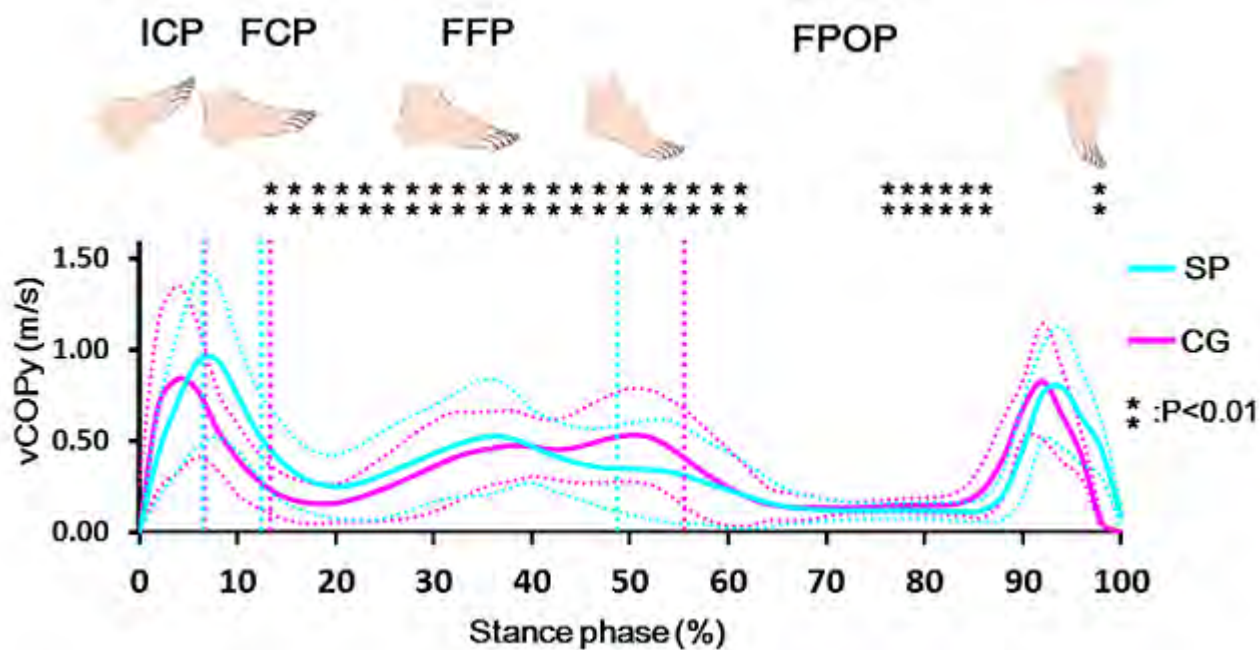 ICP FCP FFP FPOP
* * * * * * * * * * * * * * * * * * * * * * * * * * * *
* * * * * * * * * * * * * * * * * * * * * * * * * * * *
vCOPy (m/s)
1.50
1.00
0.50
0.00
0 10 20 30 40 50 60 70 80 90 100
Stance phase (%)
SP
CG
** :P<0.01